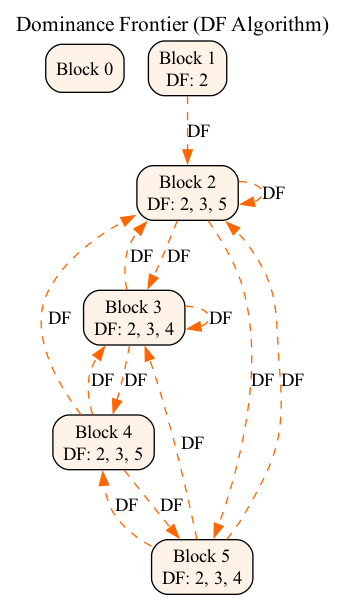 Dominance Frontier (DF Algorithm)
Block 0
Block 1
DF: 2
DF
Block 2
DF: 2, 3, 5
DF
DF
DF
Block 3
DF: 2, 3, 4
DF
DF
DF
DF
DF
DF
Block 4
DF: 2, 3, 5
DF
DF
DF
Block 5
DF: 2, 3, 4